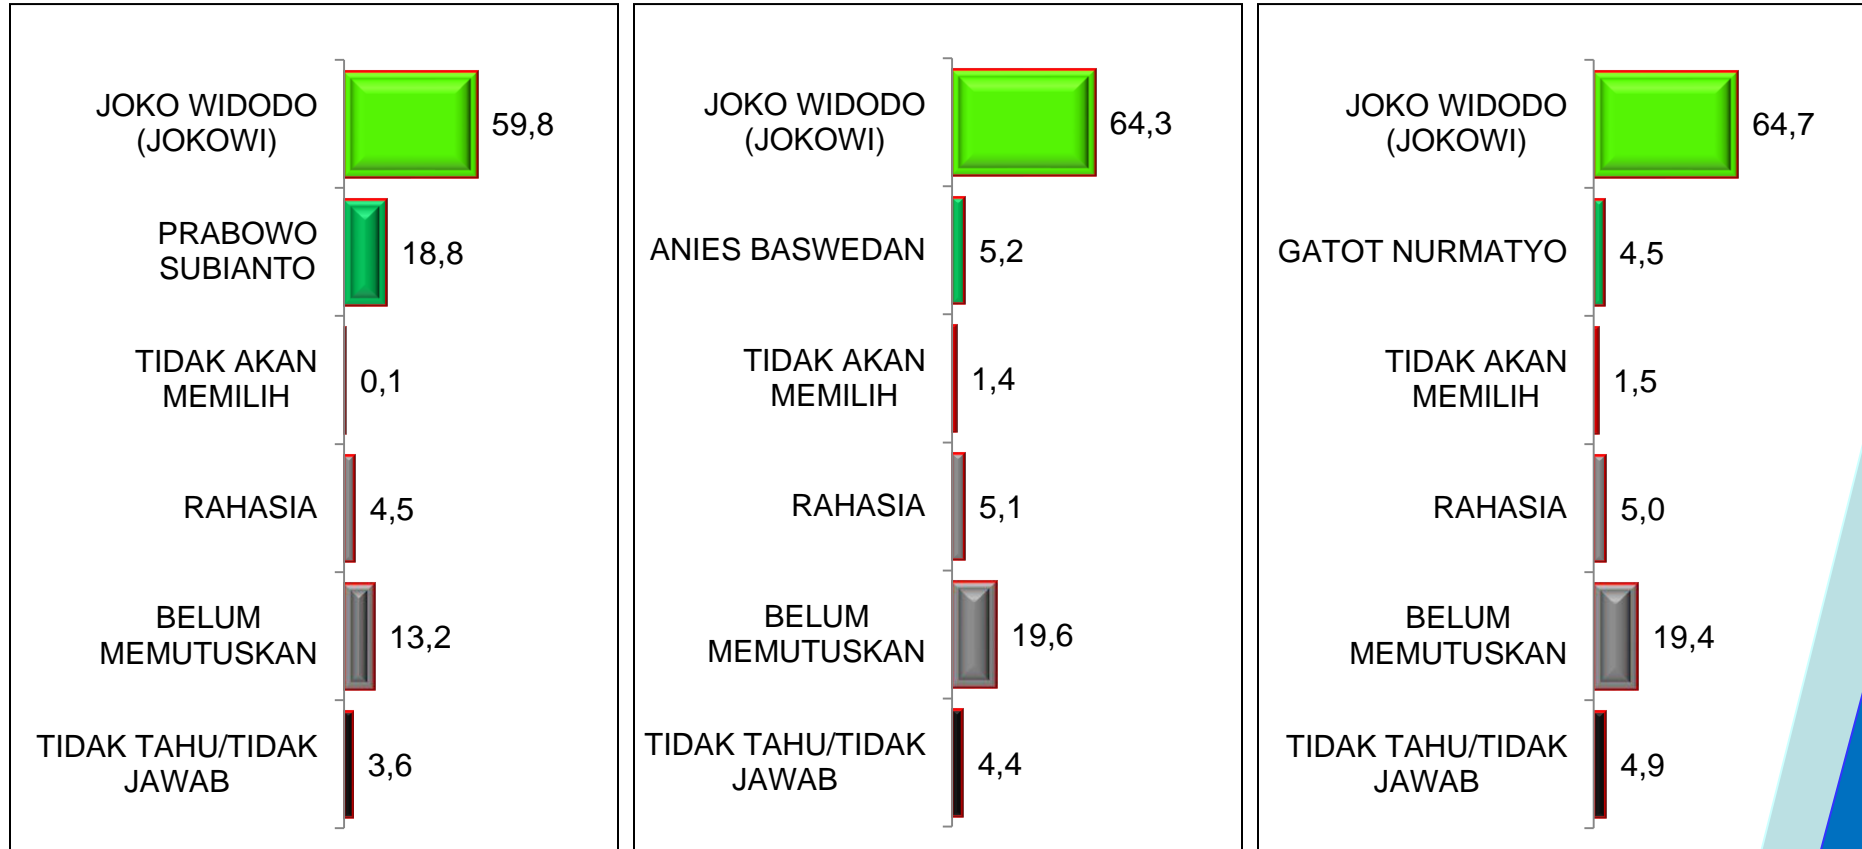 JOKO WIDODO
(JOKOWI)
59,8
PRABOWO
SUBIANTO
18,8
TIDAK AKAN
MEMILIH
0,1
RAHASIA
4,5
BELUM
MEMUTUSKAN
13,2
TIDAK TAHU/TIDAK
JAWAB
3,6
JOKO WIDODO
(JOKOWI)
64,3
ANIES BASWEDAN
5,2
TIDAK AKAN
MEMILIH
1,4
RAHASIA
5,1
BELUM
MEMUTUSKAN
19,6
TIDAK TAHU/TIDAK
JAWAB
4,4
JOKO WIDODO
(JOKOWI)
64,7
GATOT NURMATYO
4,5
TIDAK AKAN
MEMILIH
1,5
RAHASIA
5,0
BELUM
MEMUTUSKAN
19,4
TIDAK TAHU/TIDAK
JAWAB
4,9